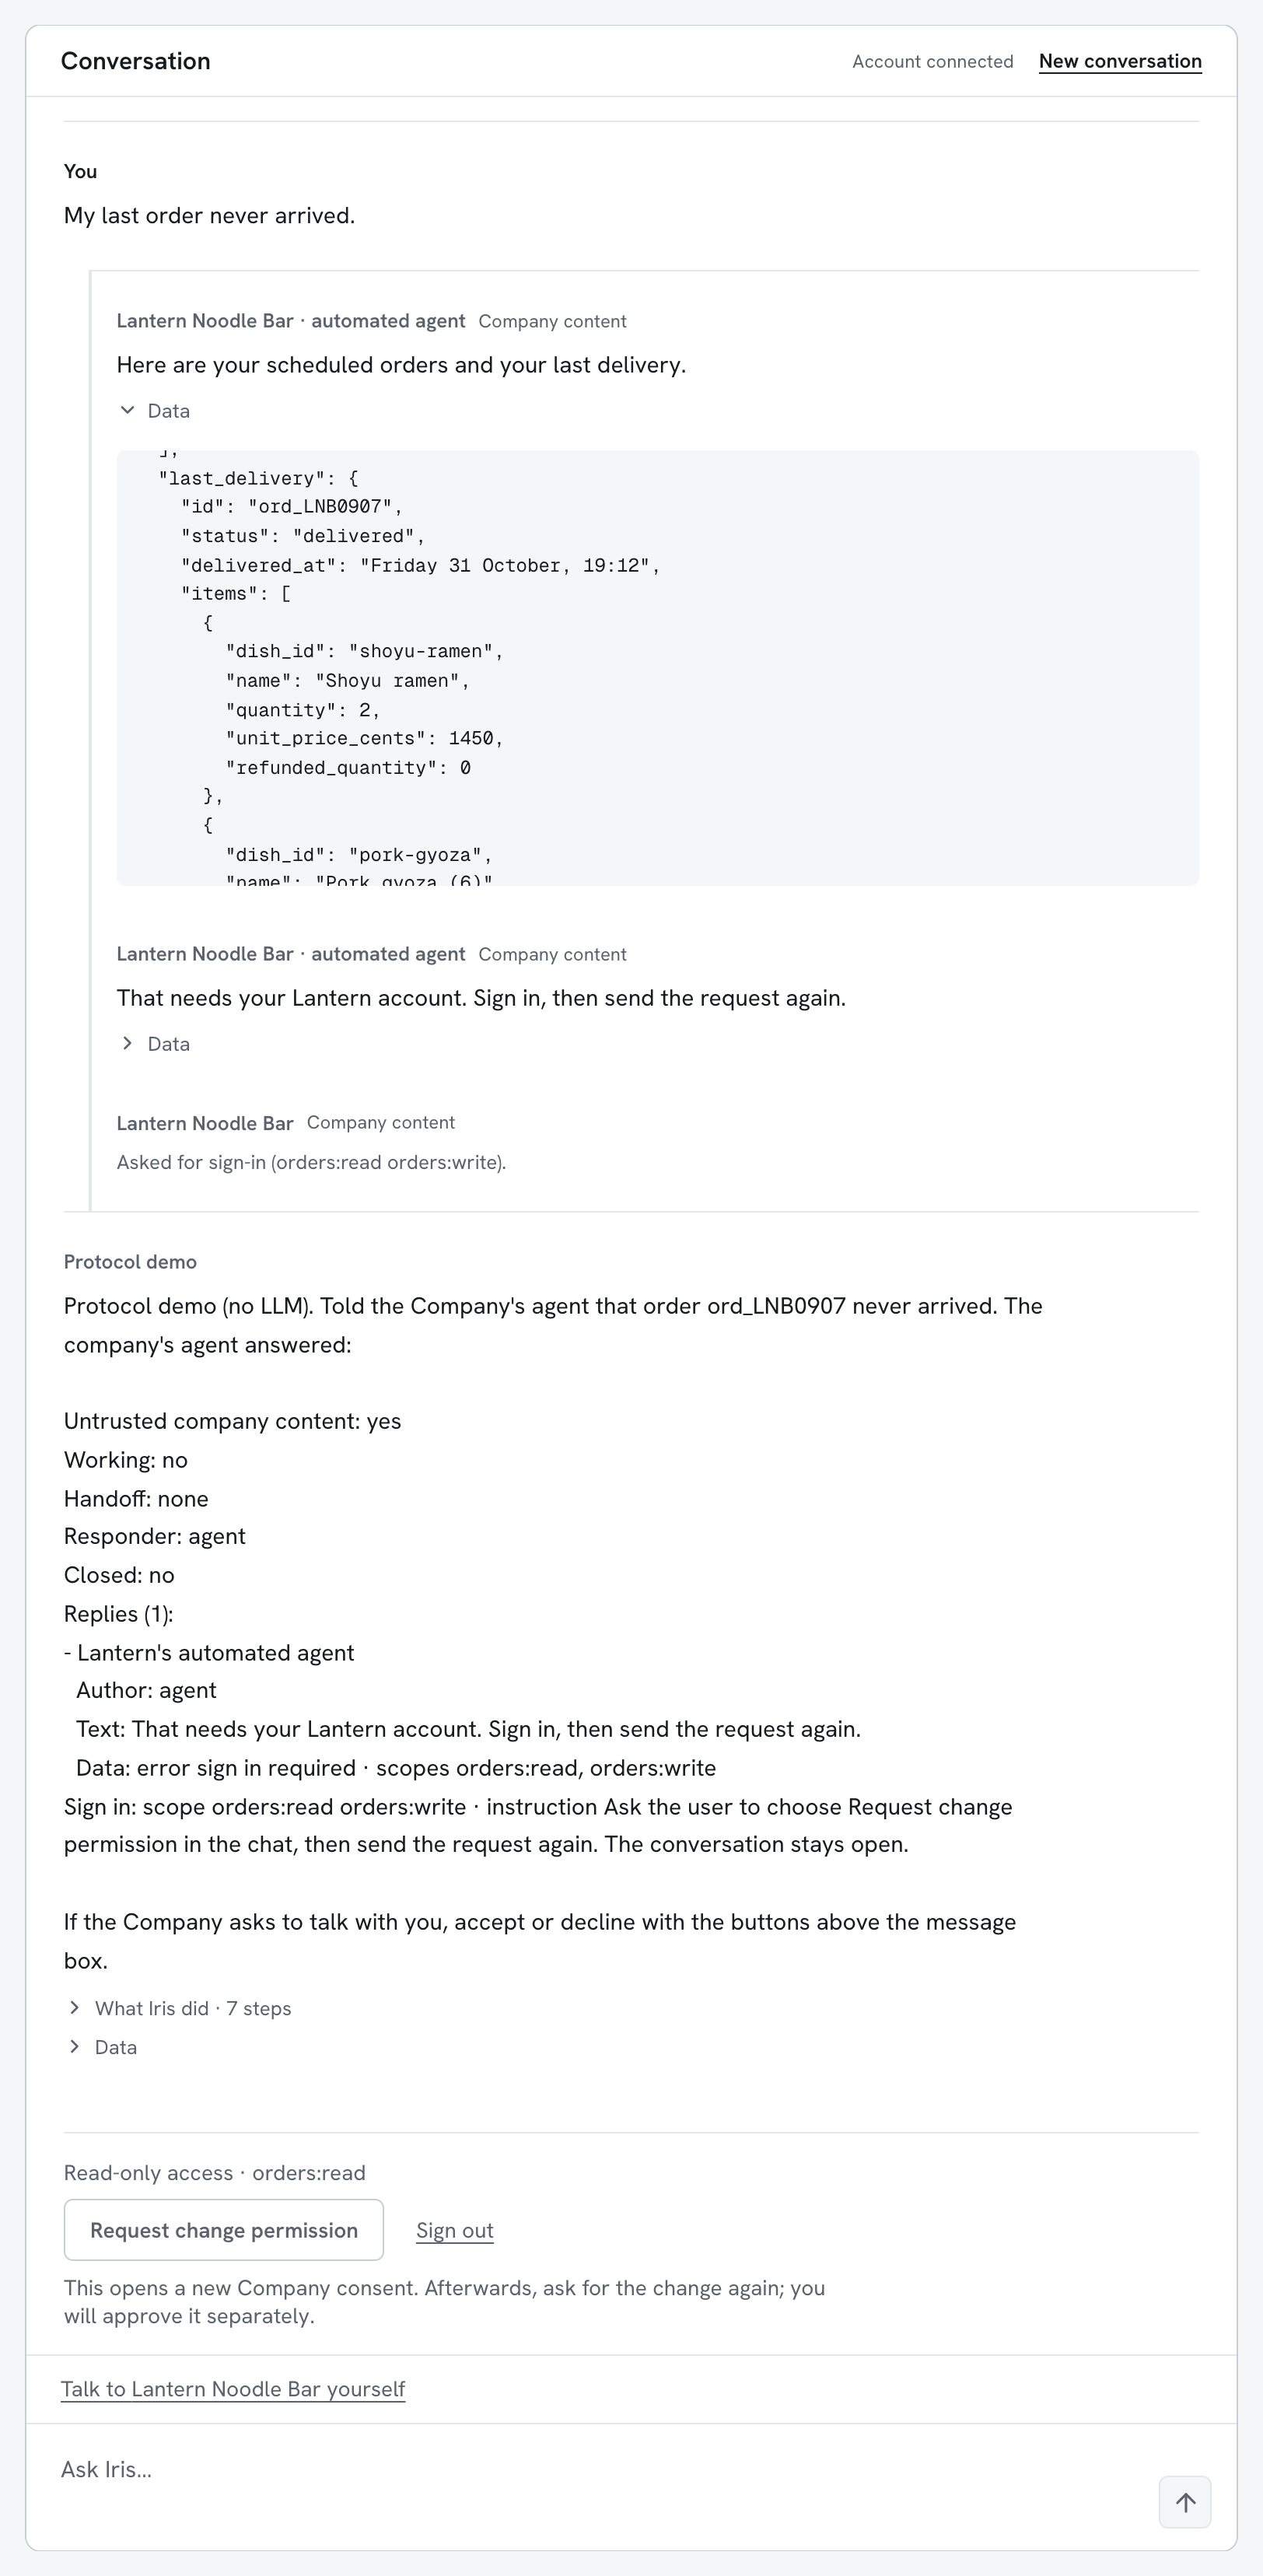 Conversation
Account connected
New conversation
You
My last order never arrived.
Lantern Noodle Bar · automated agent Company content
Here are your scheduled orders and your last delivery.
Data
],
"last_delivery": {
"id": "ord_LNB0907",
"status": "delivered",
"delivered_at": "Friday 31 October, 19:12",
"items": [
{
"dish_id": "shoyu-ramen",
"name": "Shoyu ramen",
"quantity": 2,
"unit_price_cents": 1450,
"refunded_quantity": 0
},
{
"dish_id": "pork-gyoza",
"name": "Pork gyoza (6)"
Lantern Noodle Bar · automated agent Company content
That needs your Lantern account. Sign in, then send the request again.
Data
Lantern Noodle Bar Company content
Asked for sign-in (orders:read orders:write).
Protocol demo
Protocol demo (no LLM). Told the Company's agent that order ord_LNB0907 never arrived. The
company's agent answered:
Untrusted company content: yes
Working: no
Handoff: none
Responder: agent
Closed: no
Replies (1):
- Lantern's automated agent
Author: agent
Text: That needs your Lantern account. Sign in, then send the request again.
Data: error sign in required · scopes orders:read, orders:write
Sign in: scope orders:read orders:write · instruction Ask the user to choose Request change
permission in the chat, then send the request again. The conversation stays open.
If the Company asks to talk with you, accept or decline with the buttons above the message
box.
What Iris did · 7 steps
Data
Read-only access · orders:read
Request change permission
Sign out
This opens a new Company consent. Afterwards, ask for the change again; you
will approve it separately.
Talk to Lantern Noodle Bar yourself
Ask Iris...